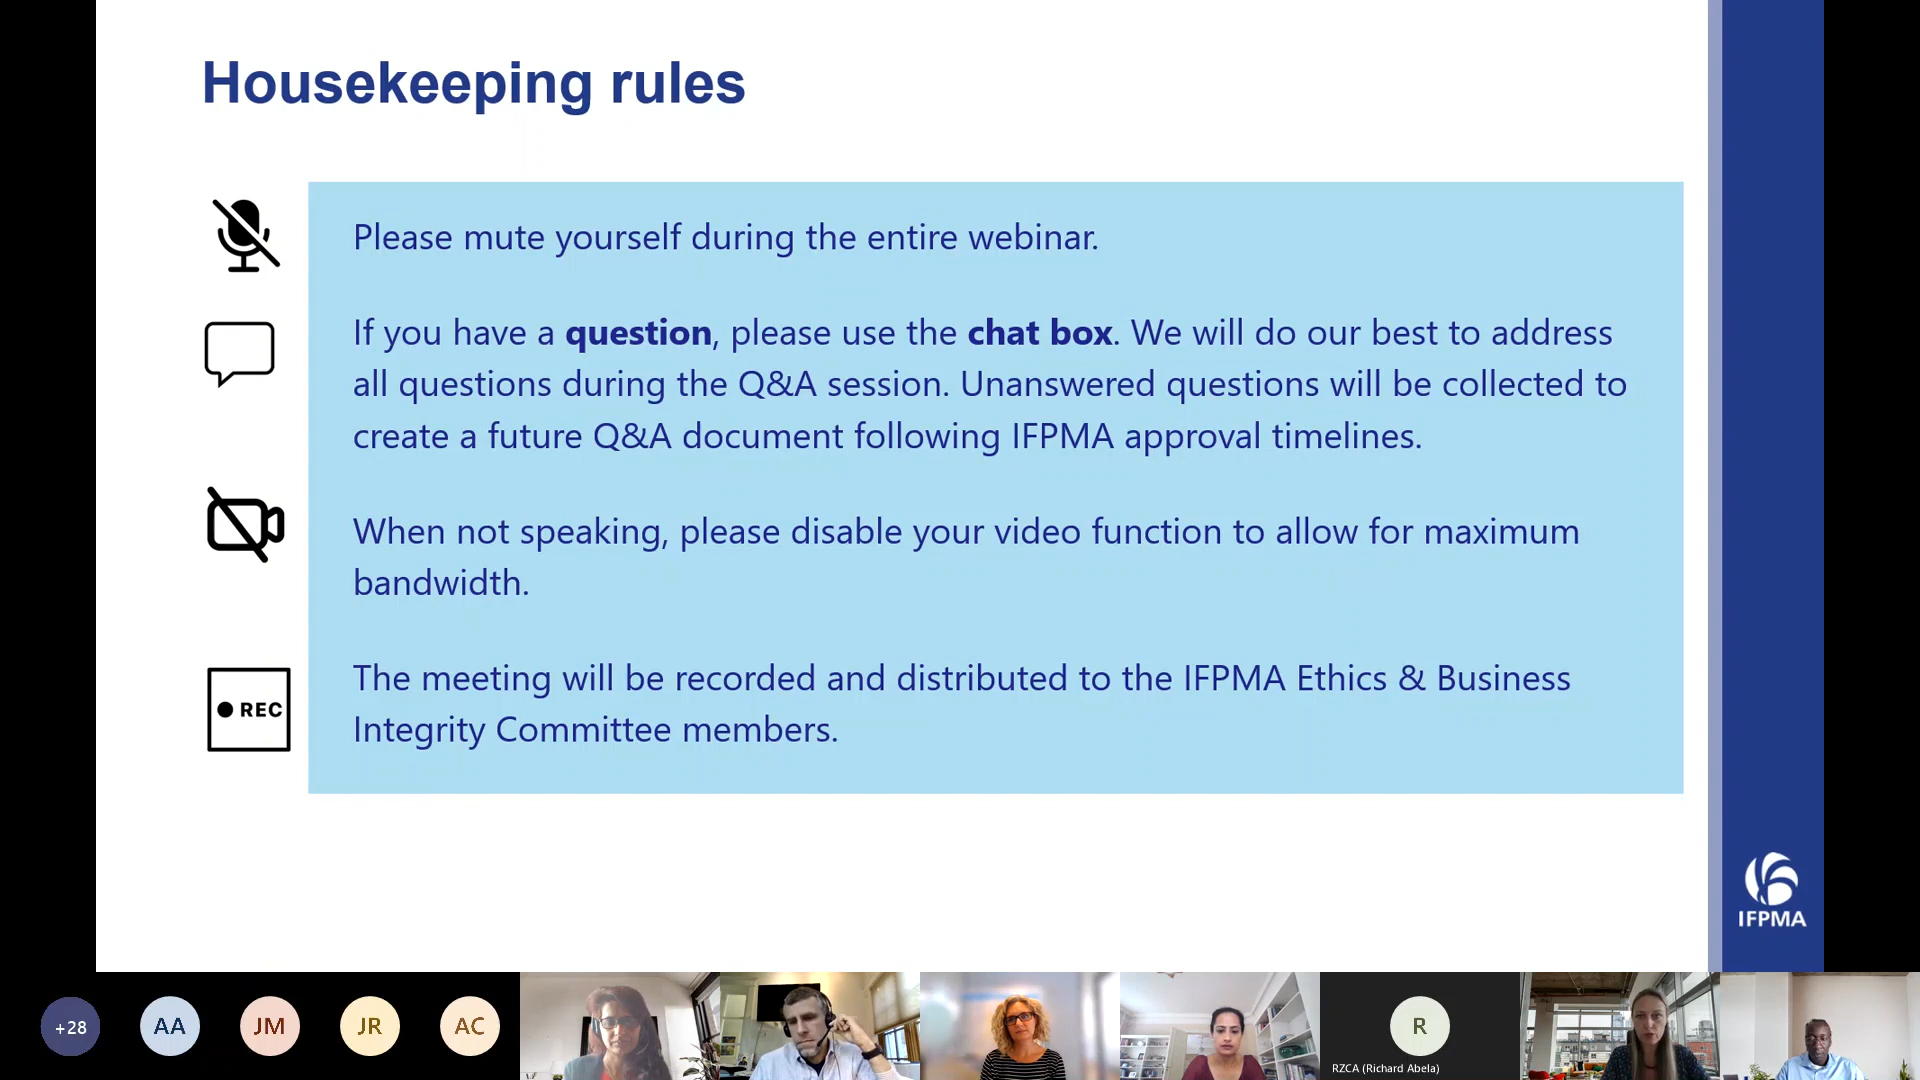 Housekeeping rules
Please mute yourself during the entire webinar.
If you have a question, please use the chat box. We will do our best to address
all questions during the Q&A session. Unanswered questions will be collected to
create a future Q&A document following IFPMA approval timelines.
When not speaking, please disable your video function to allow for maximum
bandwidth.
● REC
The meeting will be recorded and distributed to the IFPMA Ethics & Business
Integrity Committee members.
IFPMA
+28
AA
JM
JR
AC
R
RZCA (Richard Abela)